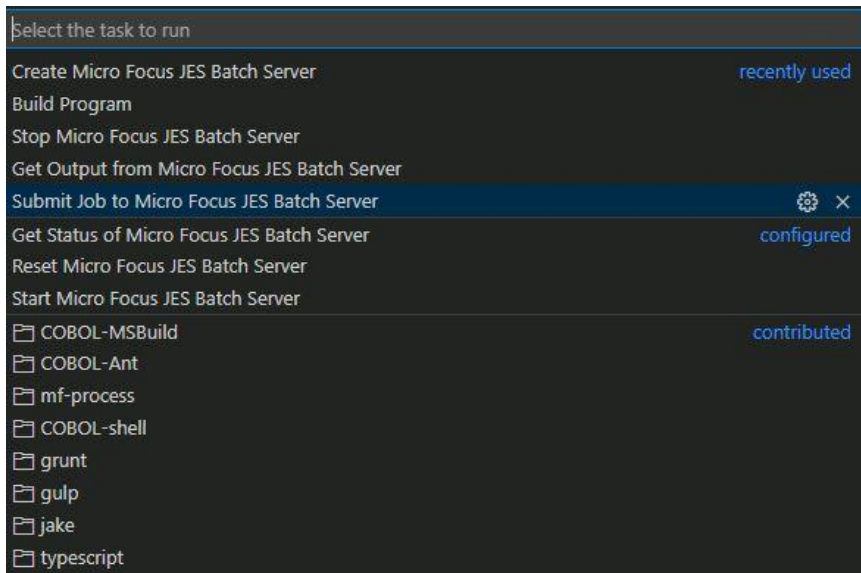 Select the task to run
Create Micro Focus JES Batch Server recently used
Build Program
Stop Micro Focus JES Batch Server
Get Output from Micro Focus JES Batch Server
Submit Job to Micro Focus JES Batch Server
Get Status of Micro Focus JES Batch Server configured
Reset Micro Focus JES Batch Server
Start Micro Focus JES Batch Server
COBOL-MSBuild contributed
COBOL-Ant
mf-process
COBOL-shell
grunt
gulp
jake
typescript